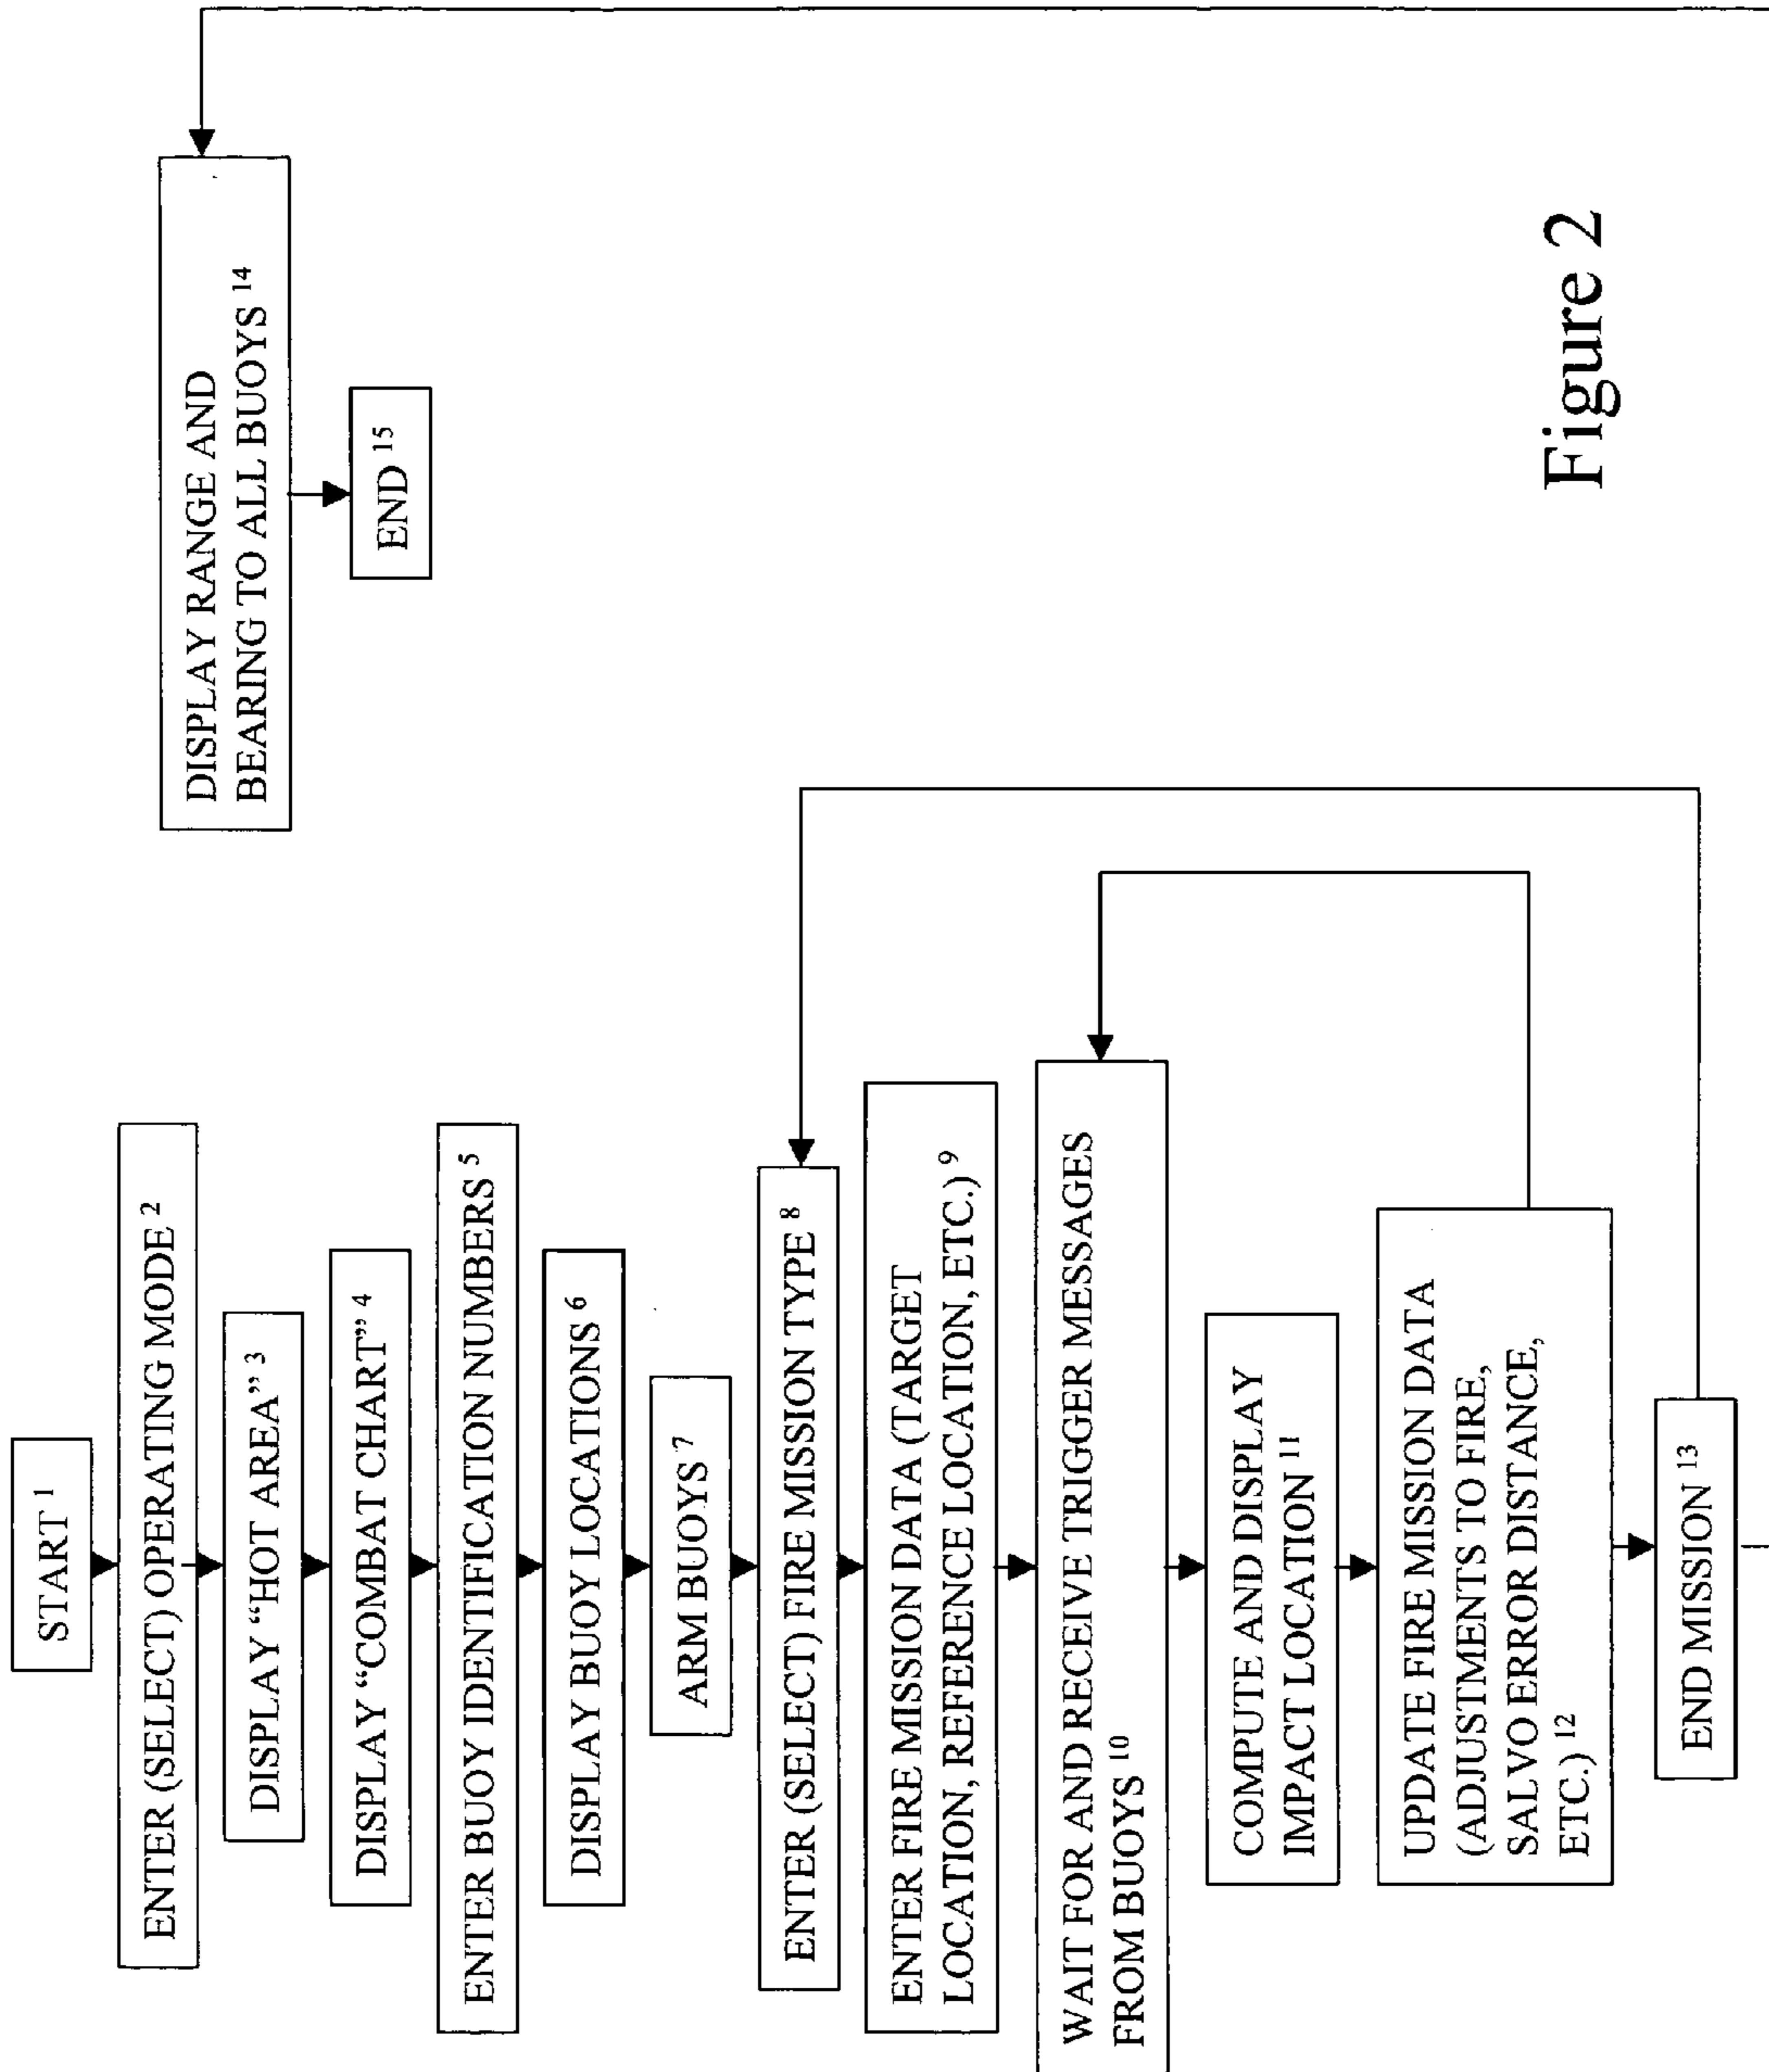 START 1
ENTER (SELECT) OPERATING MODE 2
DISPLAY “HOT AREA” 3
DISPLAY “COMBAT CHART” 4
ENTER BUOY IDENTIFICATION NUMBERS 5
DISPLAY BUOY LOCATIONS 6
ARM BUOYS 7
ENTER (SELECT) FIRE MISSION TYPE 8
ENTER FIRE MISSION DATA (TARGET
LOCATION, REFERENCE LOCATION, ETC.) 9
WAIT FOR AND RECEIVE TRIGGER MESSAGES
FROM BUOYS 10
COMPUTE AND DISPLAY
IMPACT LOCATION 11
UPDATE FIRE MISSION DATA
(ADJUSTMENTS TO FIRE,
SALVO ERROR DISTANCE,
ETC.) 12
END MISSION 13
DISPLAY RANGE AND
BEARING TO ALL BUOYS 14
END 15
Figure 2